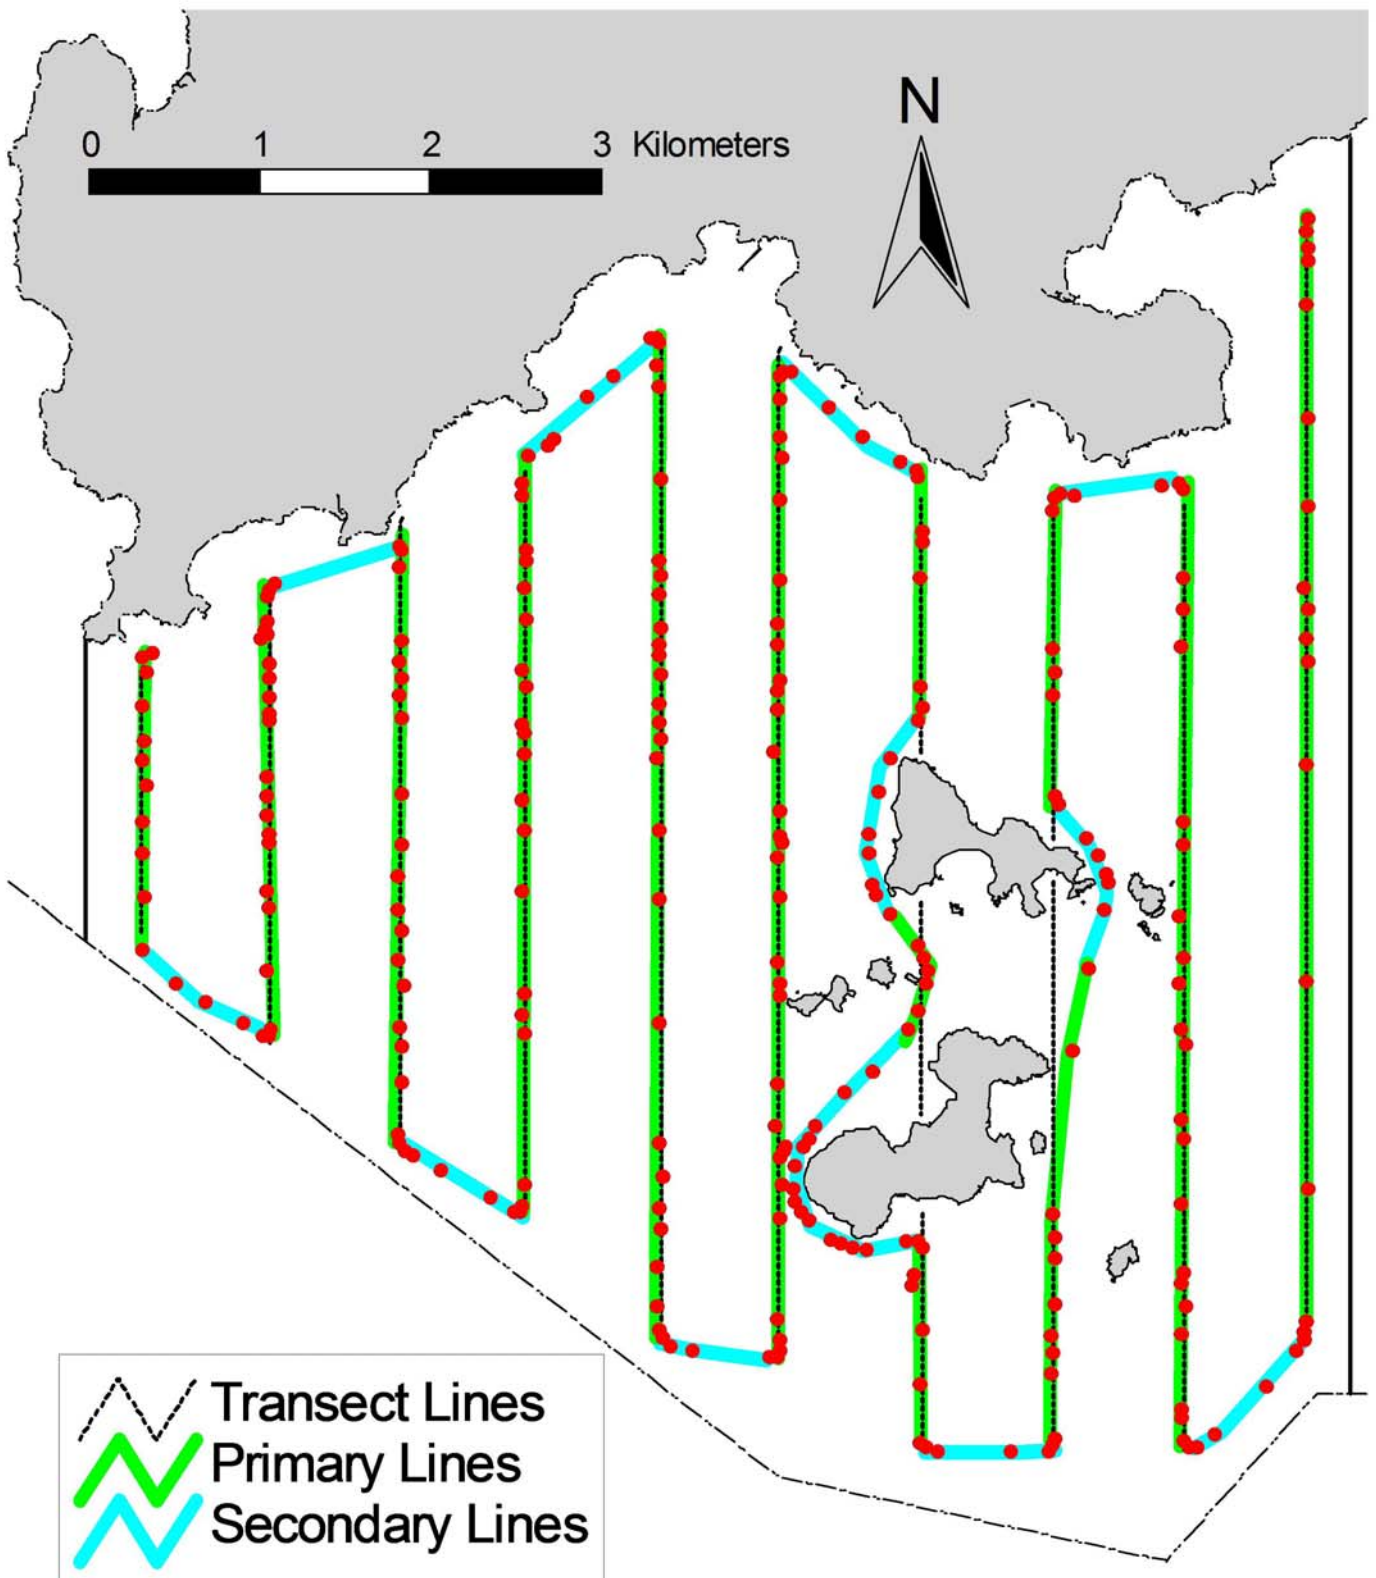 N
0 1 2 3 Kilometers
Transect Lines
Primary Lines
Secondary Lines